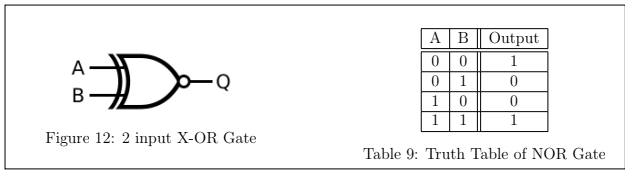 A
B
Q
Figure 12: 2 input X-OR Gate
A B Output
0 0 1
0 1 0
1 0 0
1 1 1
Table 9: Truth Table of NOR Gate